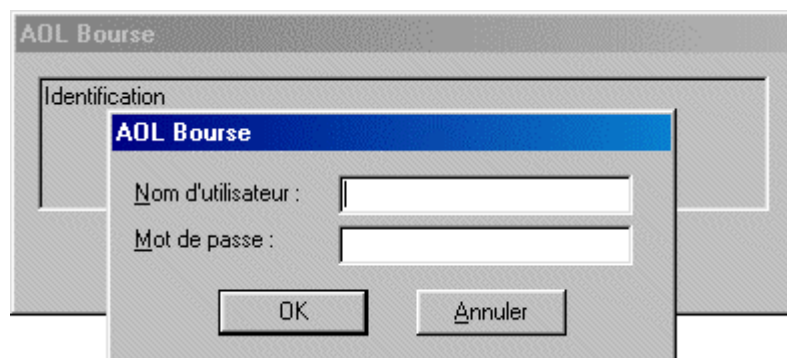 AOL Bourse
Identification
AOL Bourse
Nom d'utilisateur :
Mot de passe :
OK Annuler